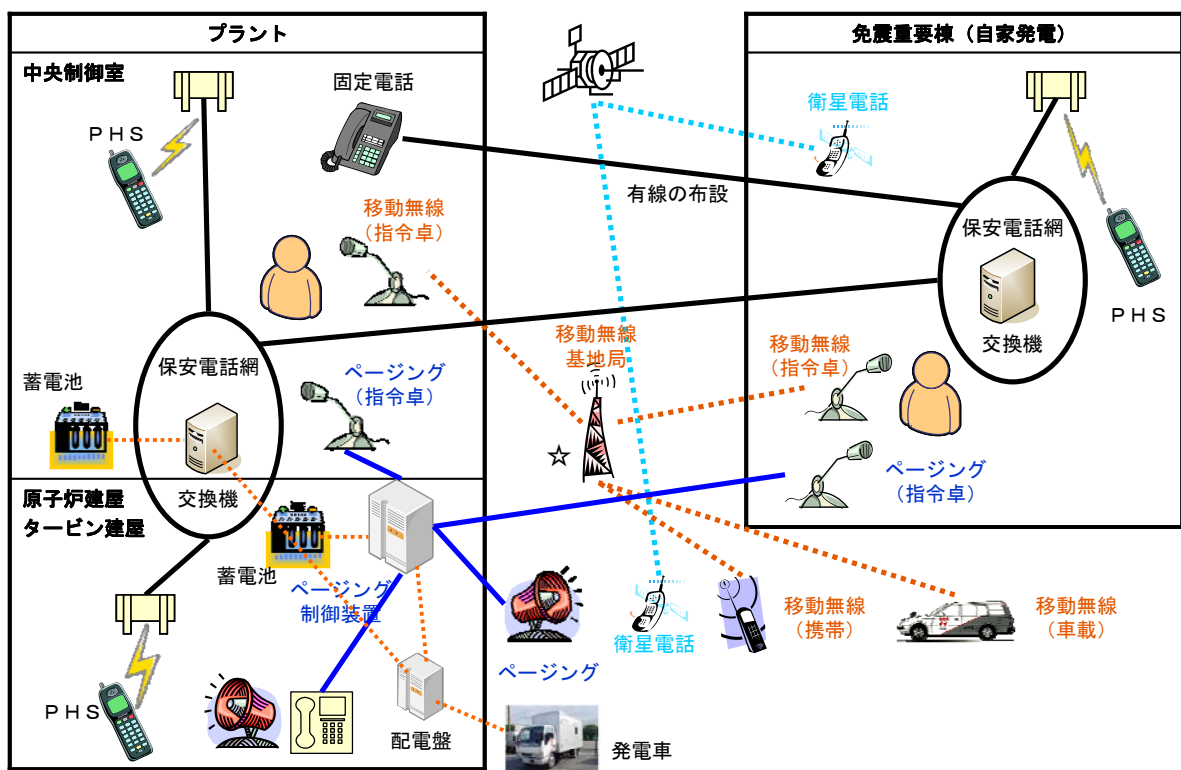 プラント
免震重要棟（自家発電）
中央制御室
固定電話
衛星電話
ＰＨＳ
有線の布設
移動無線
（指令卓）
保安電話網
交換機
ＰＨＳ
移動無線
基地局
移動無線
（指令卓）
保安電話網
ページング
（指令卓）
蓄電池
☆
ページング
（指令卓）
交換機
原子炉建屋
タービン建屋
蓄電池
ページング
制御装置
ページング
衛星電話
移動無線
（携帯）
移動無線
（車載）
ＰＨＳ
配電盤
発電車